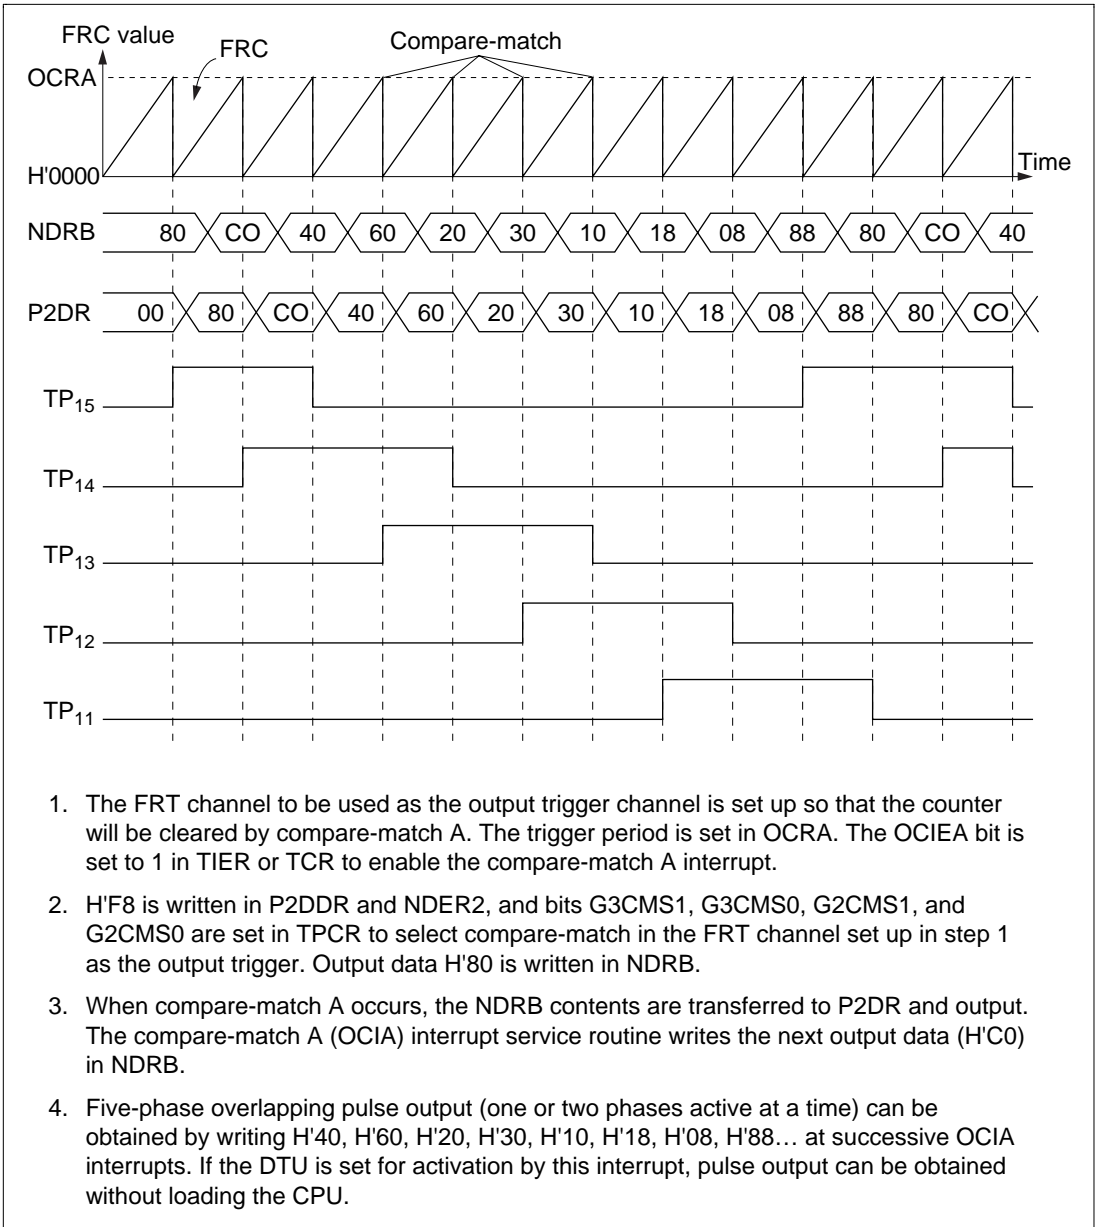 FRC value
FRC
Compare-match
OCRA
H'0000
Time
NDRB 80 CO 40 60 20 30 10 18 08 88 80 CO 40
P2DR 00 80 CO 40 60 20 30 10 18 08 88 80 CO
TP15
TP14
TP13
TP12
TP11
1. The FRT channel to be used as the output trigger channel is set up so that the counter
will be cleared by compare-match A. The trigger period is set in OCRA. The OCIEA bit is
set to 1 in TIER or TCR to enable the compare-match A interrupt.
2. H'F8 is written in P2DDR and NDER2, and bits G3CMS1, G3CMS0, G2CMS1, and
G2CMS0 are set in TPCR to select compare-match in the FRT channel set up in step 1
as the output trigger. Output data H'80 is written in NDRB.
3. When compare-match A occurs, the NDRB contents are transferred to P2DR and output.
The compare-match A (OCIA) interrupt service routine writes the next output data (H'C0)
in NDRB.
4. Five-phase overlapping pulse output (one or two phases active at a time) can be
obtained by writing H'40, H'60, H'20, H'30, H'10, H'18, H'08, H'88… at successive OCIA
interrupts. If the DTU is set for activation by this interrupt, pulse output can be obtained
without loading the CPU.